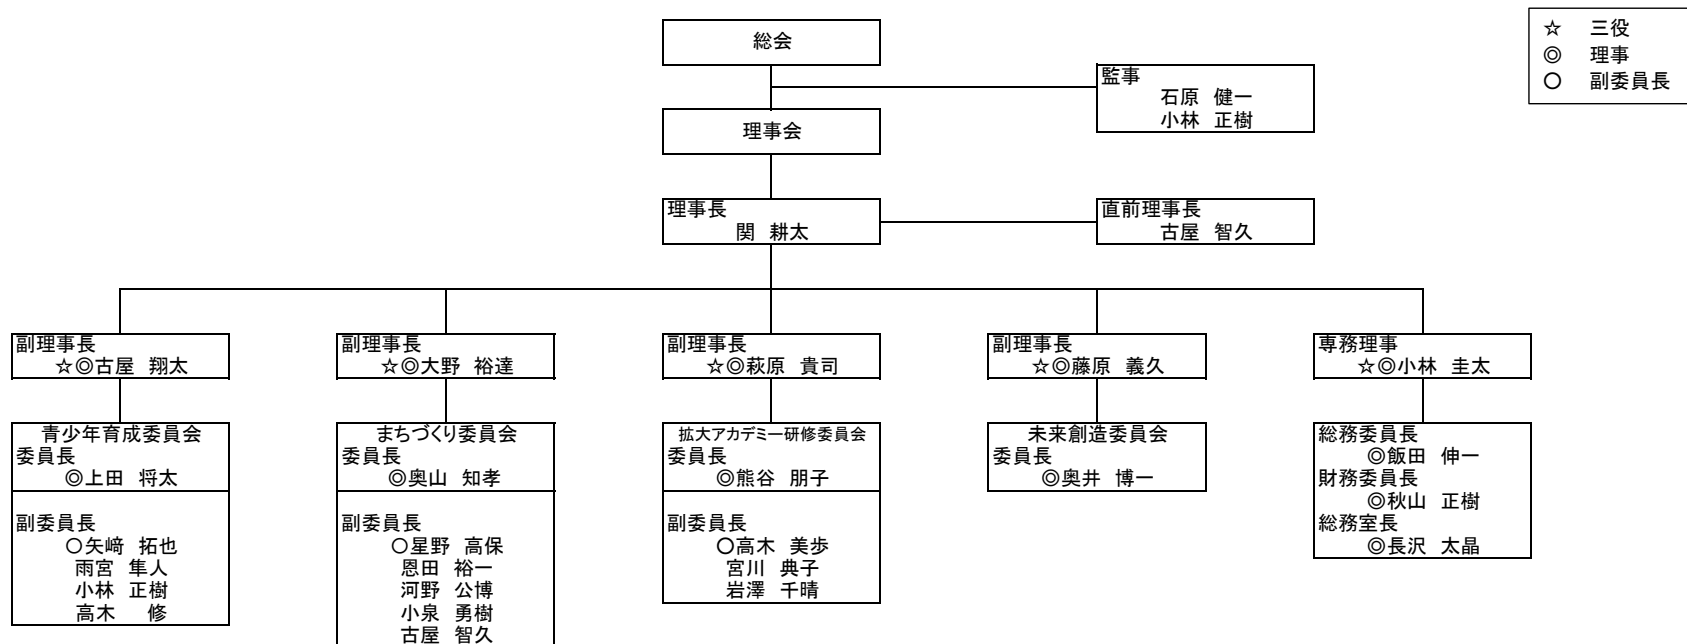 総会
☆ 三役
◎ 理事
○ 副委員長
監事
石原 健一
小林 正樹
理事会
理事長
関 耕太
直前理事長
古屋 智久
副理事長
☆◎古屋 翔太
副理事長
☆◎大野 裕達
副理事長
☆◎萩原 貴司
副理事長
☆◎藤原 義久
専務理事
☆◎小林 圭太
青少年育成委員会
委員長
◎上田 将太
副委員長
○矢﨑 拓也
雨宮 隼人
小林 正樹
高木 修
まちづくり委員会
委員長
◎奥山 知孝
副委員長
○星野 高保
恩田 裕一
河野 公博
小泉 勇樹
古屋 智久
拡大アカデミー研修委員会
委員長
◎熊谷 朋子
副委員長
○高木 美歩
宮川 典子
岩澤 千晴
未来創造委員会
委員長
◎奥井 博一
総務委員長
◎飯田 伸一
財務委員長
◎秋山 正樹
総務室長
◎長沢 太晶